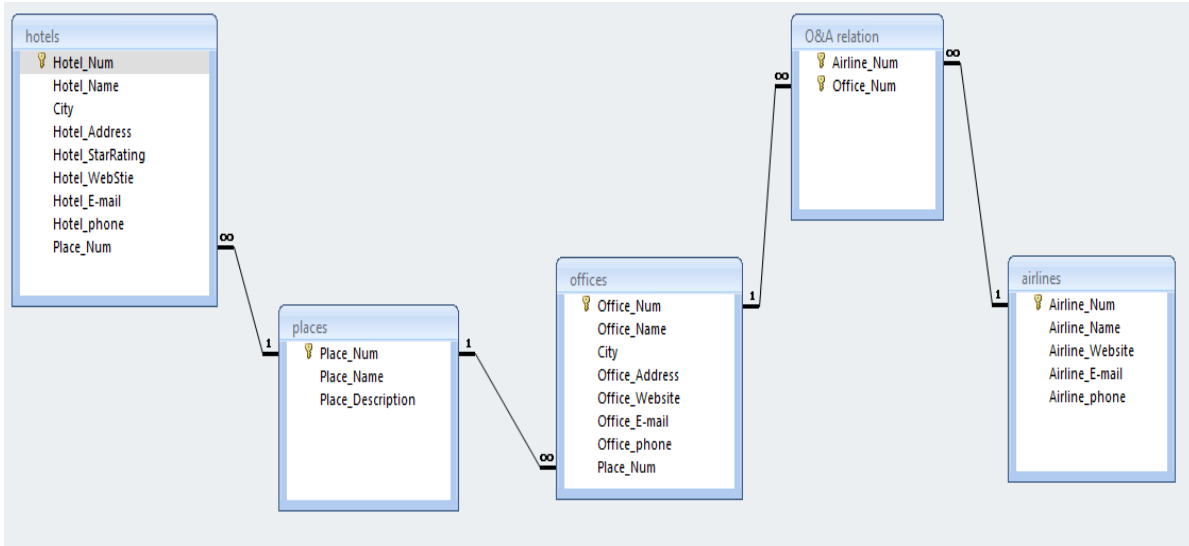 hotels
Hotel_Num
Hotel_Name
City
Hotel_Address
Hotel_StarRating
Hotel_WebStie
Hotel_E-mail
Hotel_phone
Place_Num
∞
1
places
Place_Num
Place_Name
Place_Description
1
∞
offices
Office_Num
Office_Name
City
Office_Address
Office_Website
Office_E-mail
Office_phone
Place_Num
1
∞
O&A relation
Airline_Num
Office_Num
∞
1
airlines
Airline_Num
Airline_Name
Airline_Website
Airline_E-mail
Airline_phone